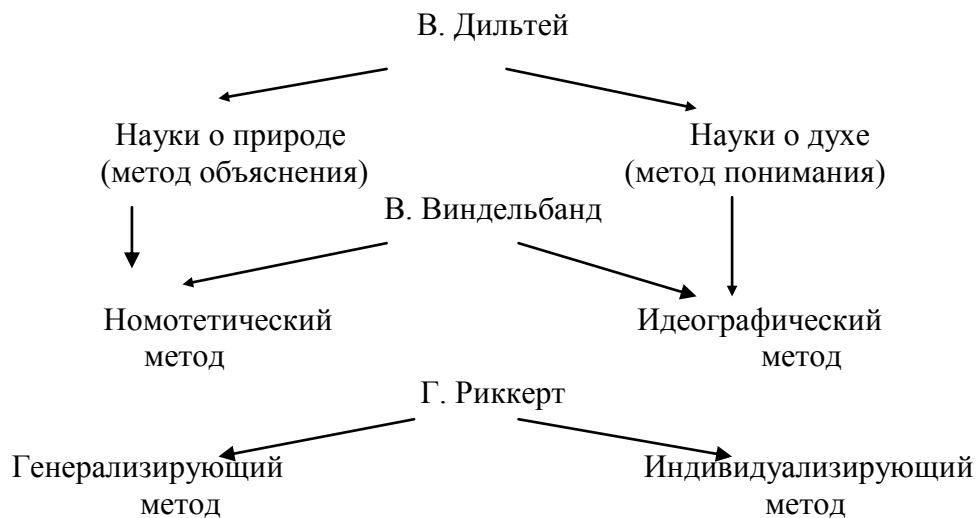 В. Дильтей
Науки о природе
(метод объяснения)
Науки о духе
(метод понимания)
В. Виндельбанд
Номотетический
метод
Идеографический
метод
Г. Риккерт
Генерализирующий
метод
Индивидуализирующий
метод